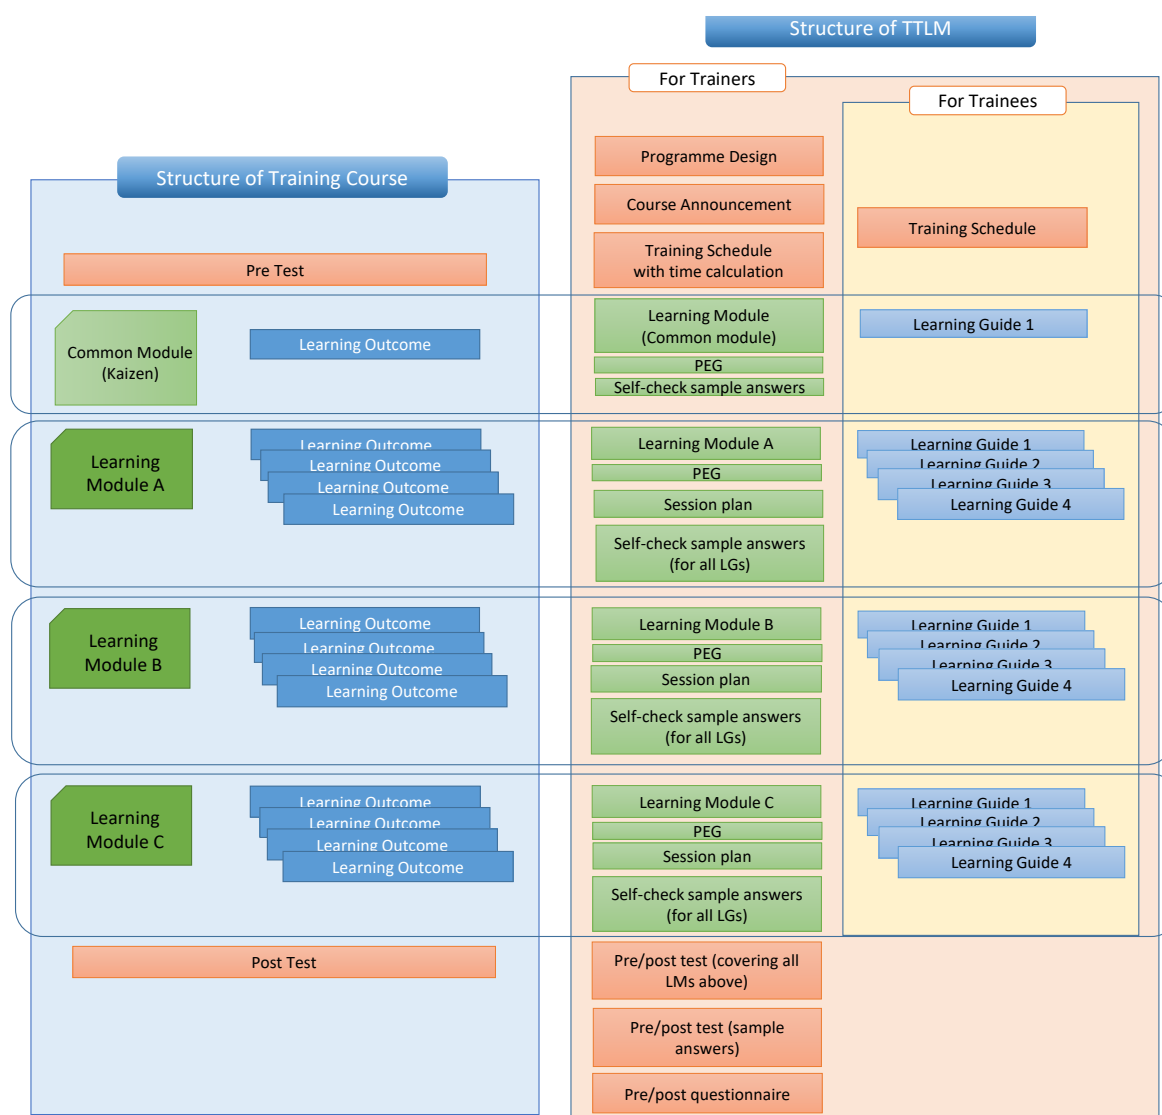 Structure of TTLM
For Trainers
For Trainees
Structure of Training Course
Programme Design
Course Announcement
Training Schedule
with time calculation
Training Schedule
Pre Test
Common Module
(Kaizen)
Learning Outcome
Learning Module
(Common module)
PEG
Self-check sample answers
Learning Guide 1
Learning
Module A
Learning Outcome
Learning Outcome
Learning Outcome
Learning Outcome
Learning Module A
PEG
Session plan
Self-check sample answers
(for all LGs)
Learning Guide 1
Learning Guide 2
Learning Guide 3
Learning Guide 4
Learning
Module B
Learning Outcome
Learning Outcome
Learning Outcome
Learning Outcome
Learning Module B
PEG
Session plan
Self-check sample answers
(for all LGs)
Learning Guide 1
Learning Guide 2
Learning Guide 3
Learning Guide 4
Learning
Module C
Learning Outcome
Learning Outcome
Learning Outcome
Learning Outcome
Learning Module C
PEG
Session plan
Self-check sample answers
(for all LGs)
Learning Guide 1
Learning Guide 2
Learning Guide 3
Learning Guide 4
Post Test
Pre/post test (covering all
LMs above)
Pre/post test (sample
answers)
Pre/post questionnaire